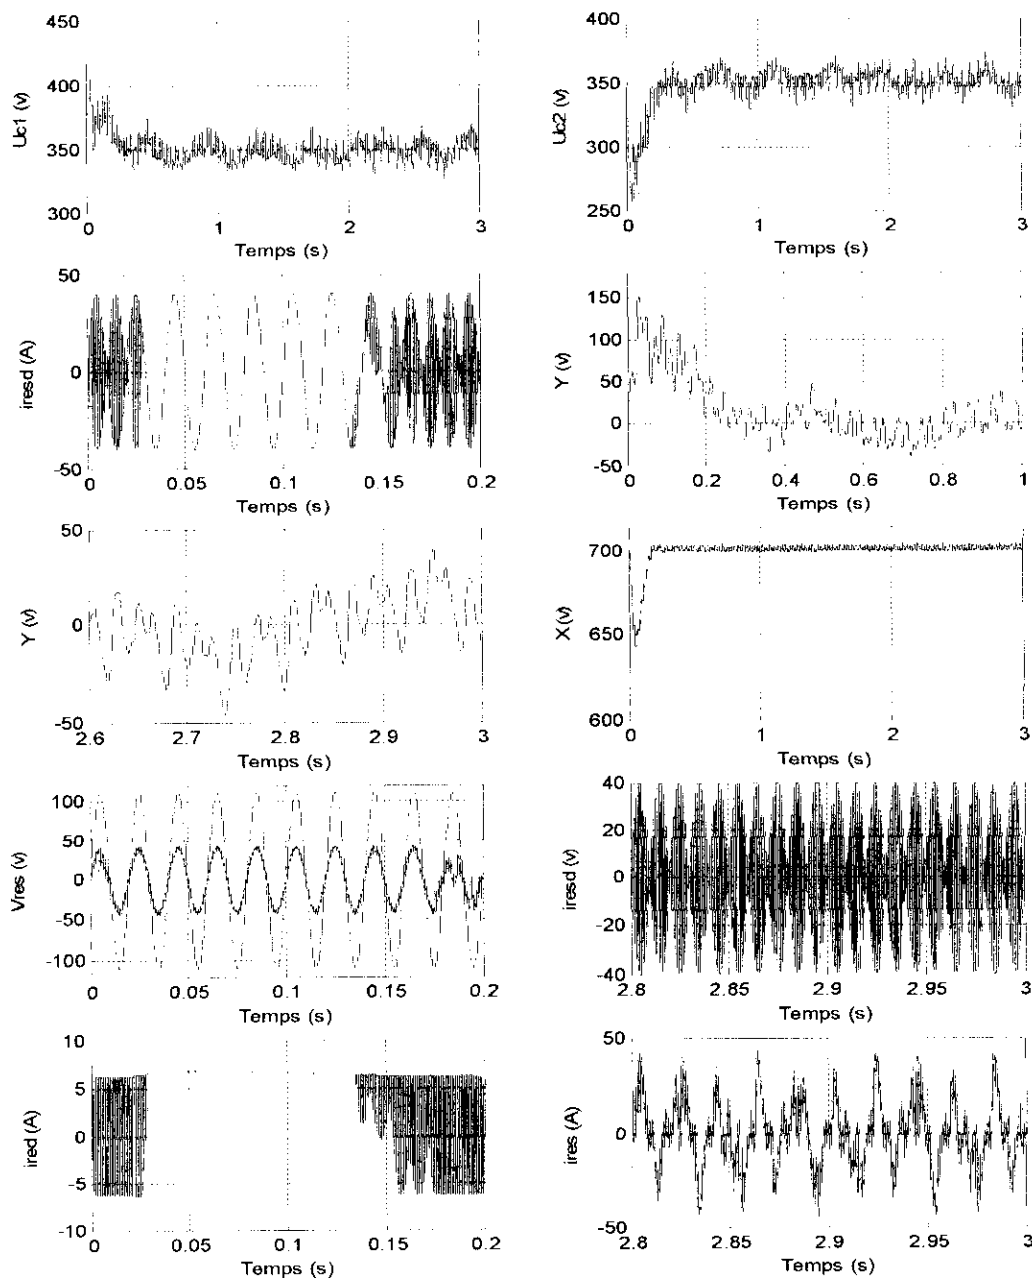 450
400
350
300
Uc1 (v)
0 1 2 3
Temps (s)
400
350
300
250
Uc2 (v)
0 1 2 3
Temps (s)
50
0
-50
iresd (A)
0 0.05 0.1 0.15 0.2
Temps (s)
150
100
50
0
-50
Y (v)
0 0.2 0.4 0.6 0.8 1
Temps (s)
50
0
-50
Y (v)
2.6 2.7 2.8 2.9 3
Temps (s)
700
650
600
X (v)
0 1 2 3
Temps (s)
100
50
0
-50
-100
Vres (v)
0 0.05 0.1 0.15 0.2
Temps (s)
40
20
0
-20
-40
iresd (v)
2.8 2.85 2.9 2.95 3
Temps (s)
10
5
0
-5
-10
ired (A)
0 0.05 0.1 0.15 0.2
Temps (s)
50
0
-50
ires (A)
2.8 2.85 2.9 2.95 3
Temps (s)